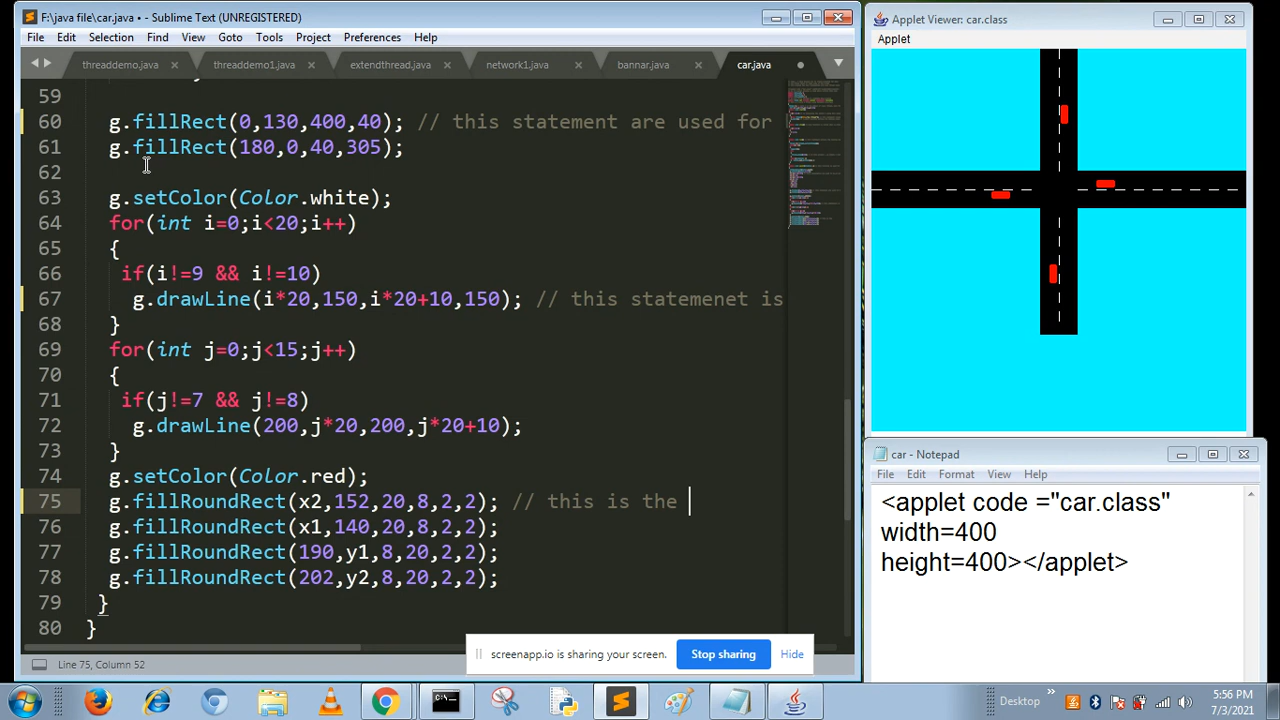 F:\java file\car.java • - Sublime Text (UNREGISTERED)
File Edit Selection Find View Goto Tools Project Preferences Help
threaddemo.java threaddemo1.java extendthread.java network1.java bannar.java car.java
59
g.fillRect(0,130,400,40); // this statement are used for
61 g.fillRect(180,0,40,305);
62
63 g.setColor(Color.white);
64 for(int i=0;i<20;i++)
65 {
66 if(i!=9 && i!=10)
67 g.drawLine(i*20,150,i*20+10,150); // this statemenet is
68 }
69 for(int j=0;j<15;j++)
70 {
71 if(j!=7 && j!=8)
72 g.drawLine(200,j*20,200,j*20+10);
73 }
74 g.setColor(Color.red);
75 g.fillRoundRect(x2,152,20,8,2,2); // this is the
76 g.fillRoundRect(x1,140,20,8,2,2);
77 g.fillRoundRect(190,y1,8,20,2,2);
78 g.fillRoundRect(202,y2,8,20,2,2);
79 }
80 }
screenapp.io is sharing your screen. Stop sharing Hide
Line 75, Column 52
Applet Viewer: car.class
Applet
car - Notepad
File Edit Format View Help
<applet code ="car.class"
width=400
height=400></applet>
Desktop
5:56 PM
7/3/2021